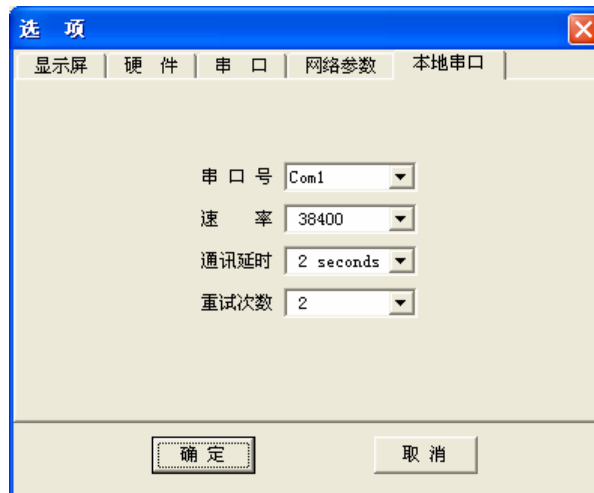 选 项
显示屏 硬 件 串 口 网络参数 本地串口
串 口 号 Com1
速 率 38400
通讯延时 2 seconds
重试次数 2
确 定 取 消